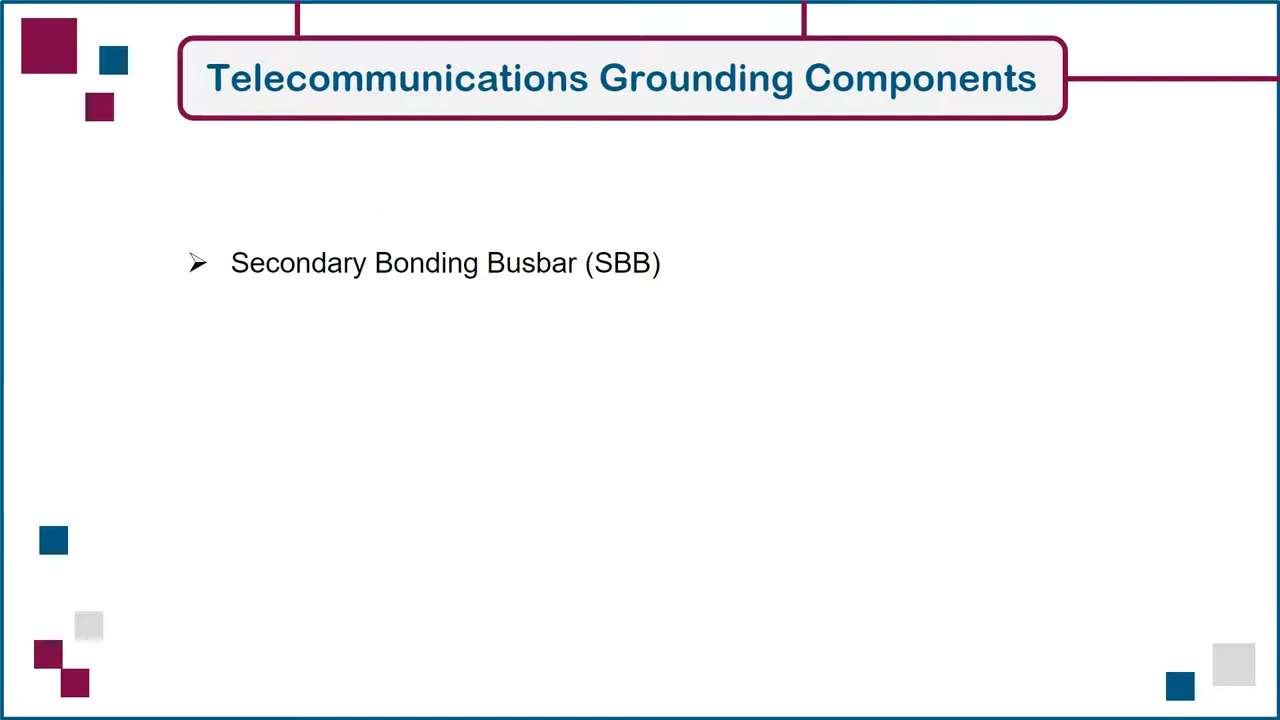 Telecommunications Grounding Components
➢ Secondary Bonding Busbar (SBB)